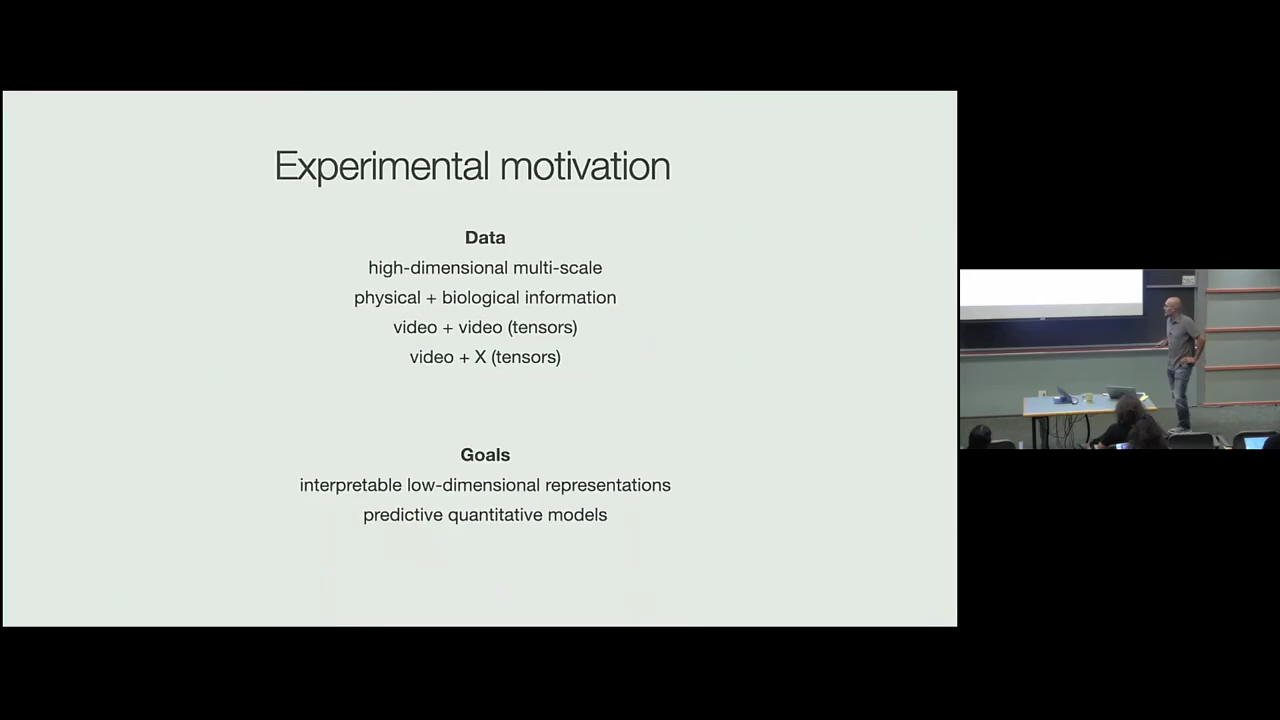 Experimental motivation
Data
high-dimensional multi-scale
physical + biological information
video + video (tensors)
video + X (tensors)
Goals
interpretable low-dimensional representations
predictive quantitative models